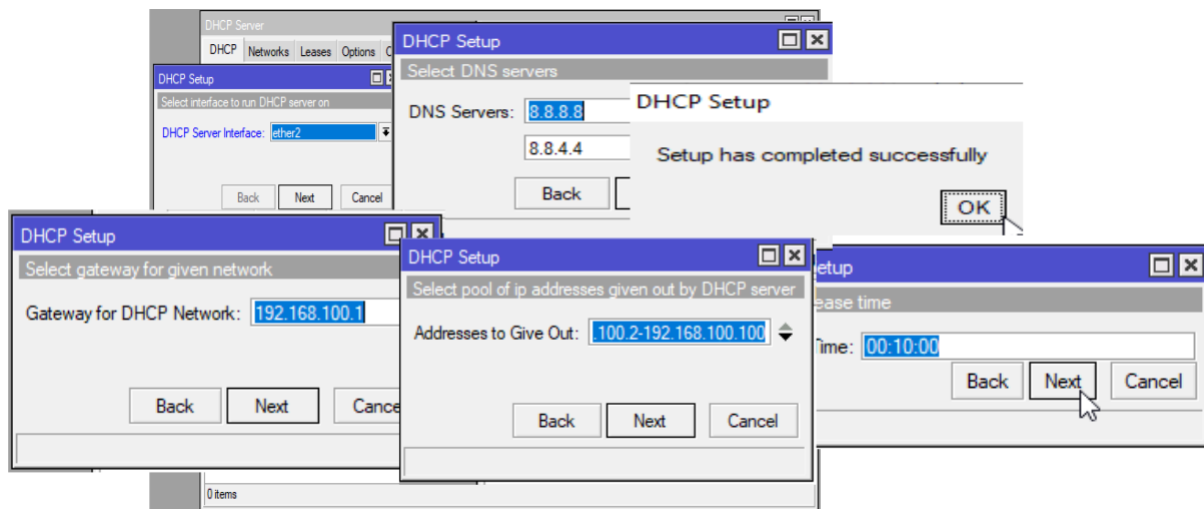 DHCP Server
DHCP Networks Leases Options
DHCP Setup
Select interface to run DHCP server on
DHCP Server Interface: ether2
Back Next Cancel
DHCP Setup
Select DNS servers
DNS Servers: 8.8.8.8
8.8.4.4
Back
DHCP Setup
Setup has completed successfully
OK
DHCP Setup
Select gateway for given network
Gateway for DHCP Network: 192.168.100.1
Back Next Cance
DHCP Setup
Select pool of ip addresses given out by DHCP server
Addresses to Give Out: .100.2-192.168.100.100
Back Next Cancel
etup
ease time
Time: 00:10:00
Back Next Cancel
0 items